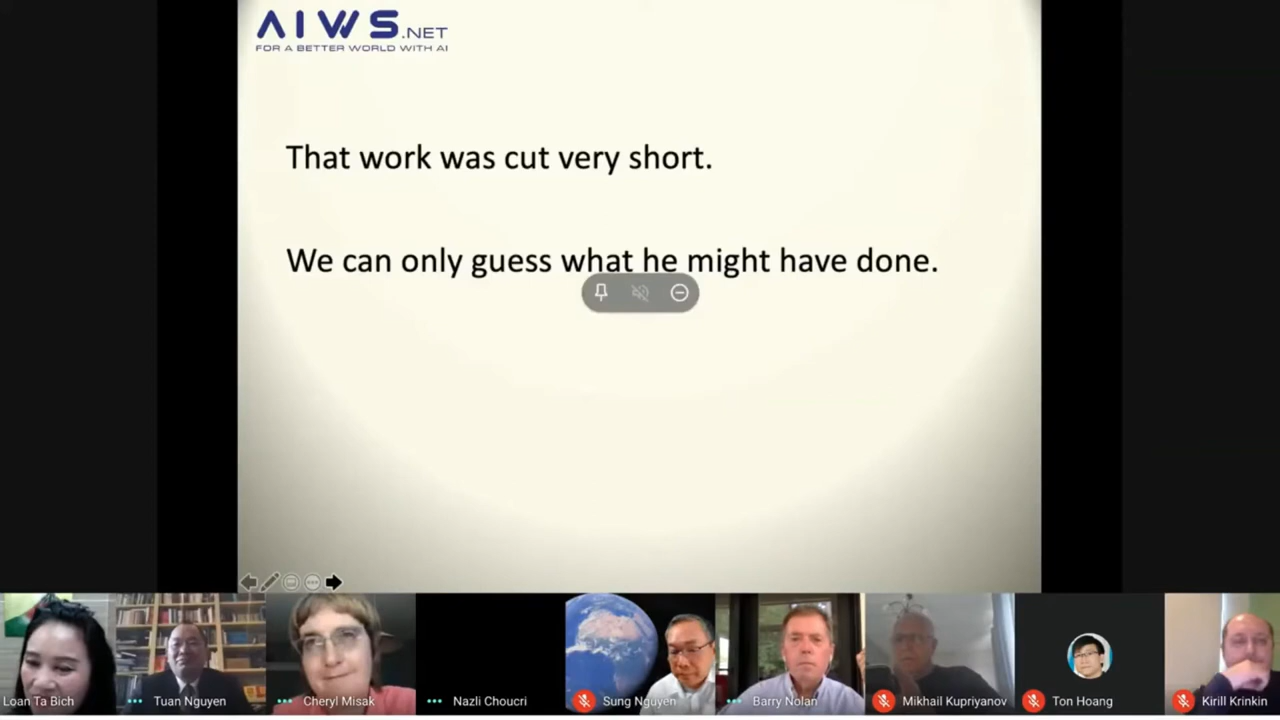 AIWS.NET
FOR A BETTER WORLD WITH AI
That work was cut very short.
We can only guess what he might have done.
Loan Ta Bich
Tuan Nguyen
Cheryl Misak
Nazli Choucri
Sung Nguyen
Barry Nolan
Mikhail Kupriyanov
Ton Hoang
Kirill Krinkin